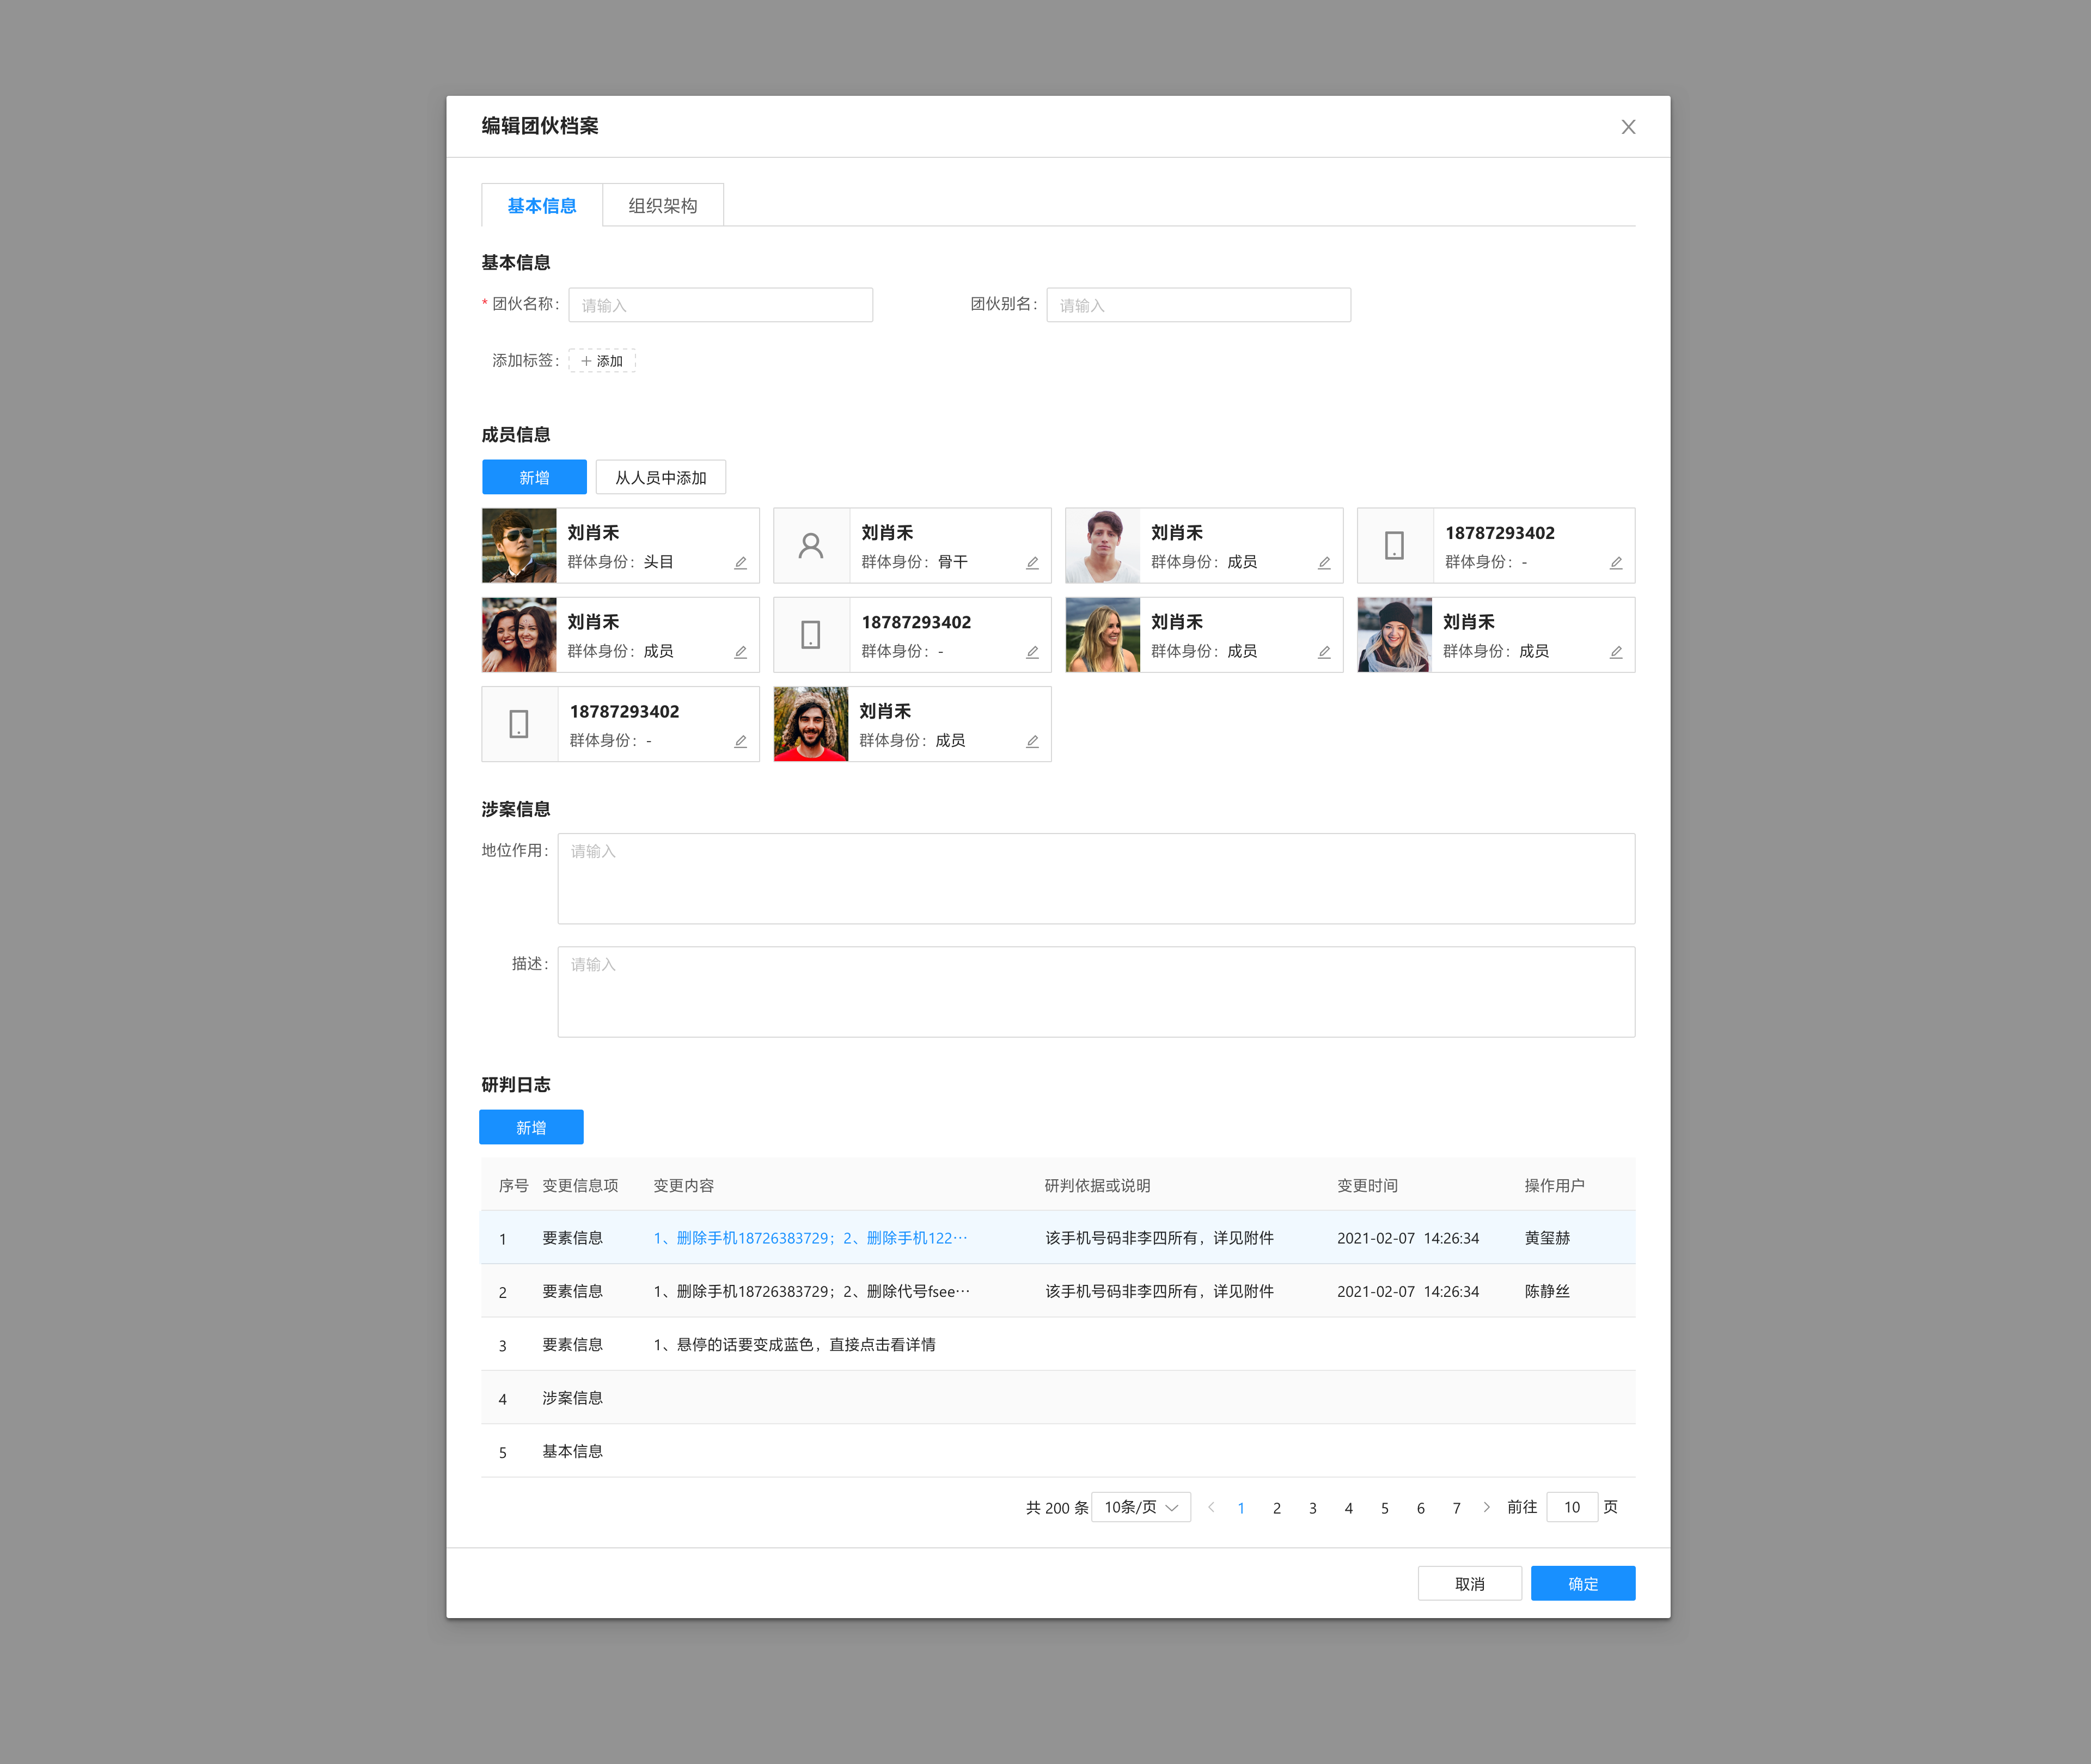 编辑团伙档案
基本信息 组织架构
基本信息
* 团伙名称： 请输入 团伙别名： 请输入
添加标签： 添加
成员信息
新增 从人员中添加
刘肖禾 刘肖禾 刘肖禾 18787293402
群体身份：头目 群体身份：骨干 群体身份：成员 群体身份：-
刘肖禾 18787293402 刘肖禾 刘肖禾
群体身份：成员 群体身份：- 群体身份：成员 群体身份：成员
18787293402 刘肖禾
群体身份：- 群体身份：成员
涉案信息
地位作用： 请输入
描述： 请输入
研判日志
新增
序号 变更信息项 变更内容 研判依据或说明 变更时间 操作用户
1 要素信息 1、删除手机18726383729；2、删除手机122… 该手机号码非李四所有，详见附件 2021-02-07 14:26:34 黄玺赫
2 要素信息 1、删除手机18726383729；2、删除代号fsee… 该手机号码非李四所有，详见附件 2021-02-07 14:26:34 陈静丝
3 要素信息 1、悬停的话要变成蓝色，直接点击看详情
4 涉案信息
5 基本信息
共 200 条 10条/页 1 2 3 4 5 6 7 前往 10 页
取消 确定